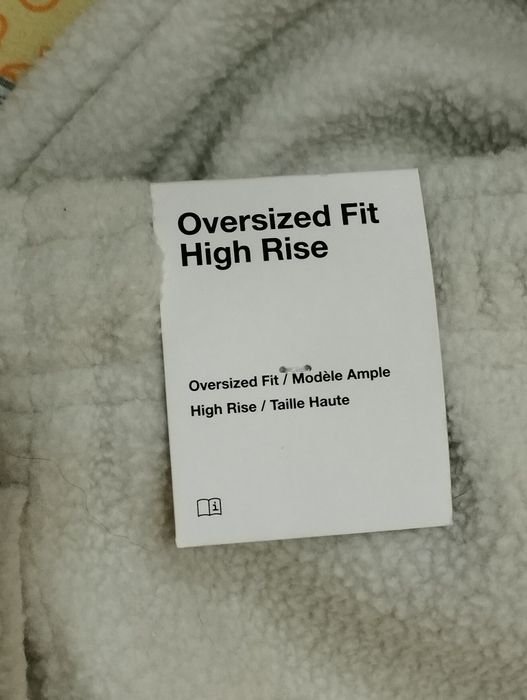 Oversized Fit
High Rise
Oversized Fit / Modèle Ample
High Rise / Taille Haute
i